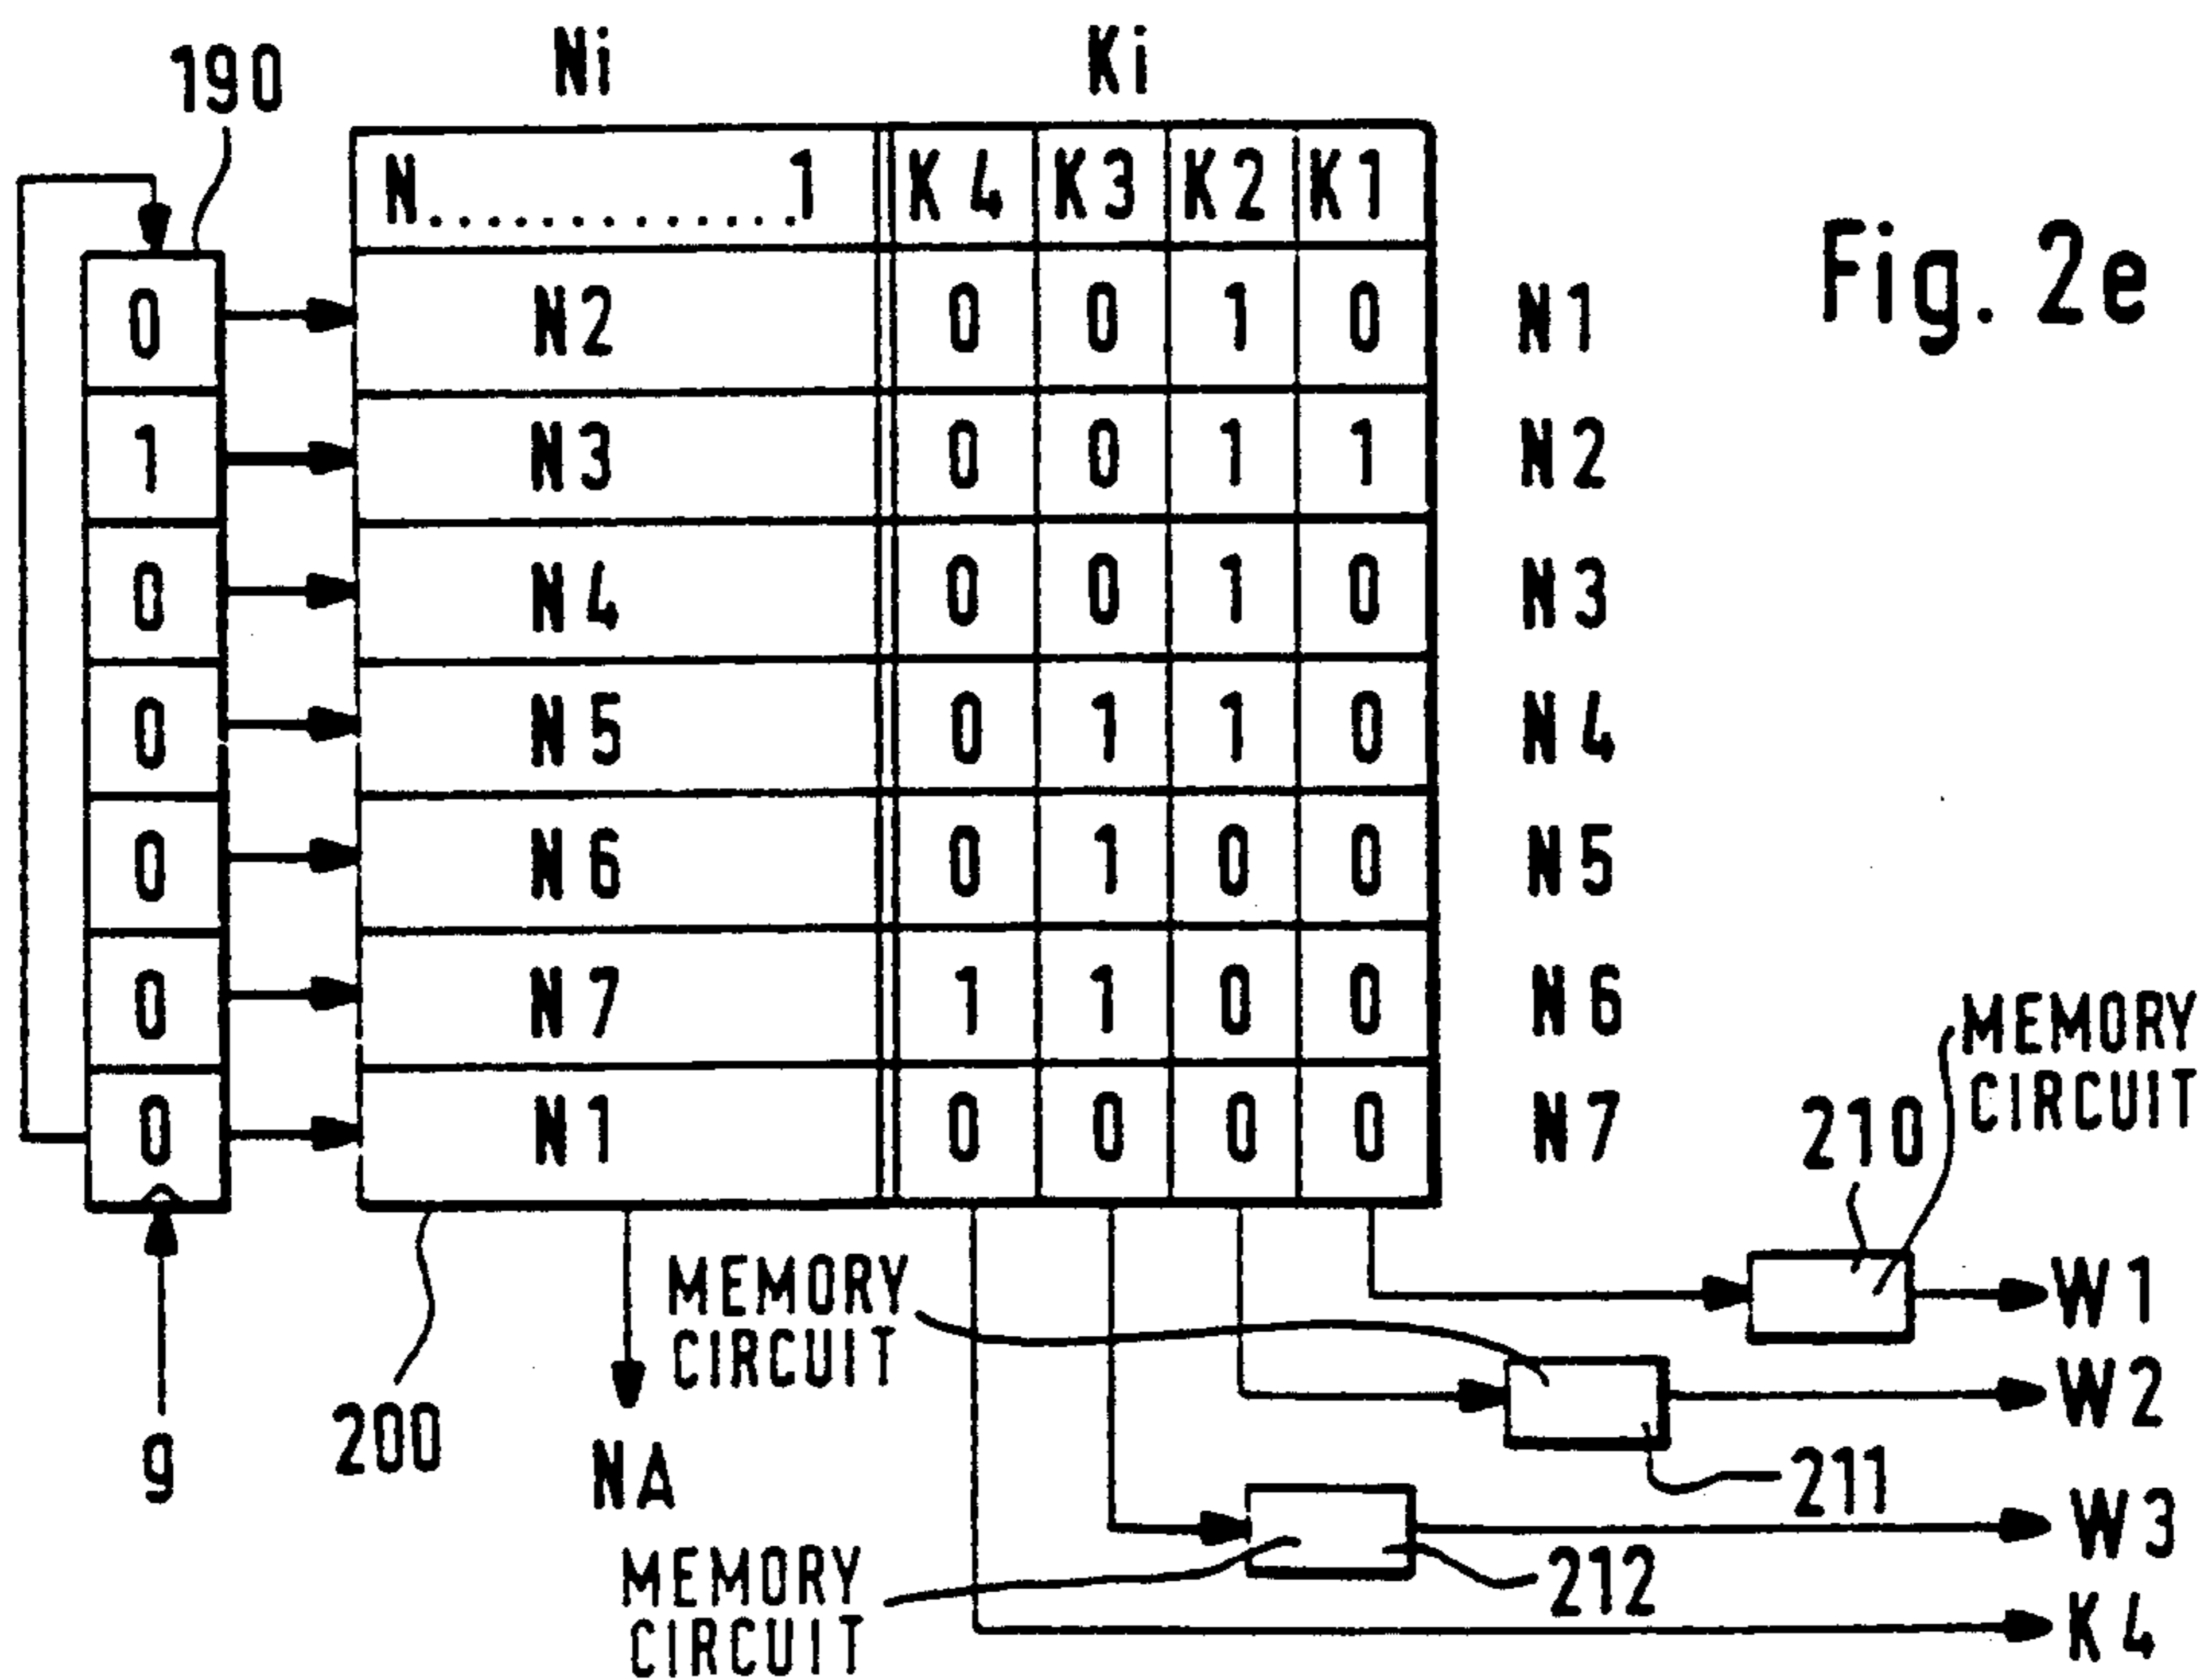 Ni Ki
190
N.............1 K4 K3 K2 K1
Fig. 2e
0 N2 0 0 1 0 N1
1 N3 0 0 1 1 N2
0 N4 0 0 1 0 N3
0 N5 0 1 1 0 N4
0 N6 0 1 0 0 N5
0 N7 1 1 0 0 N6
0 N1 0 0 0 0 N7
MEMORY
CIRCUIT
210
MEMORY
CIRCUIT
W1
W2
200
g
NA
211
W3
MEMORY
CIRCUIT
212
K4